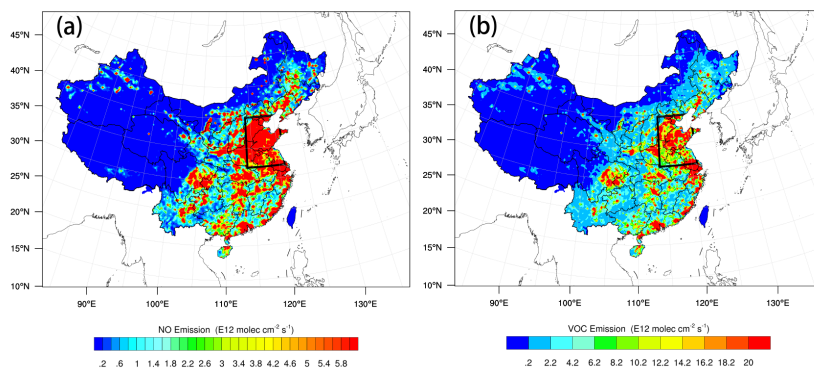 (a)
45°N
40°N
35°N
30°N
25°N
20°N
15°N
10°N
90°E 100°E 110°E 120°E 130°E
NO Emission (E12 molec cm⁻² s⁻¹)
.2 .6 1 1.4 1.8 2.2 2.6 3 3.4 3.8 4.2 4.6 5 5.4 5.8
(b)
45°N
40°N
35°N
30°N
25°N
20°N
15°N
10°N
90°E 100°E 110°E 120°E 130°E
VOC Emission (E12 molec cm⁻² s⁻¹)
.2 2.2 4.2 6.2 8.2 10.2 12.2 14.2 16.2 18.2 20